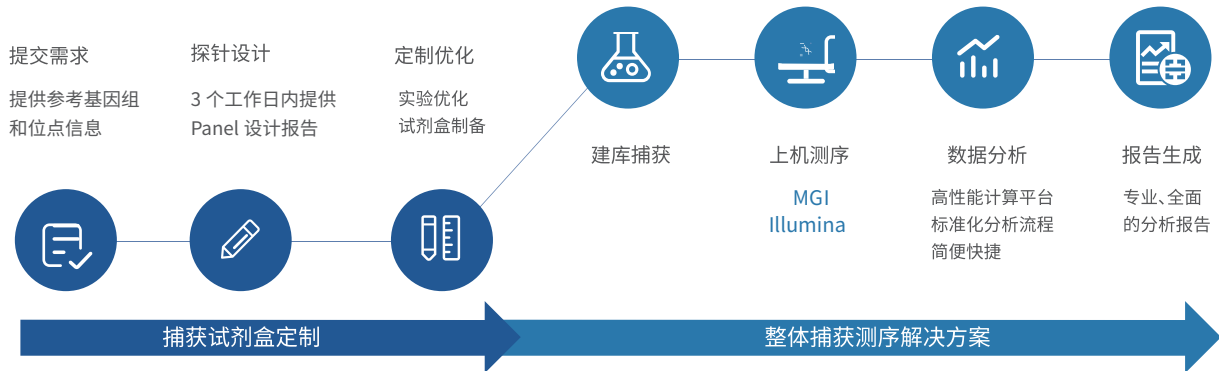 提交需求
提供参考基因组
和位点信息
探针设计
3 个工作日内提供
Panel 设计报告
定制优化
实验优化
试剂盒制备
建库捕获
上机测序
MGI
Illumina
数据分析
高性能计算平台
标准化分析流程
简便快捷
报告生成
专业、全面
的分析报告
捕获试剂盒定制
整体捕获测序解决方案